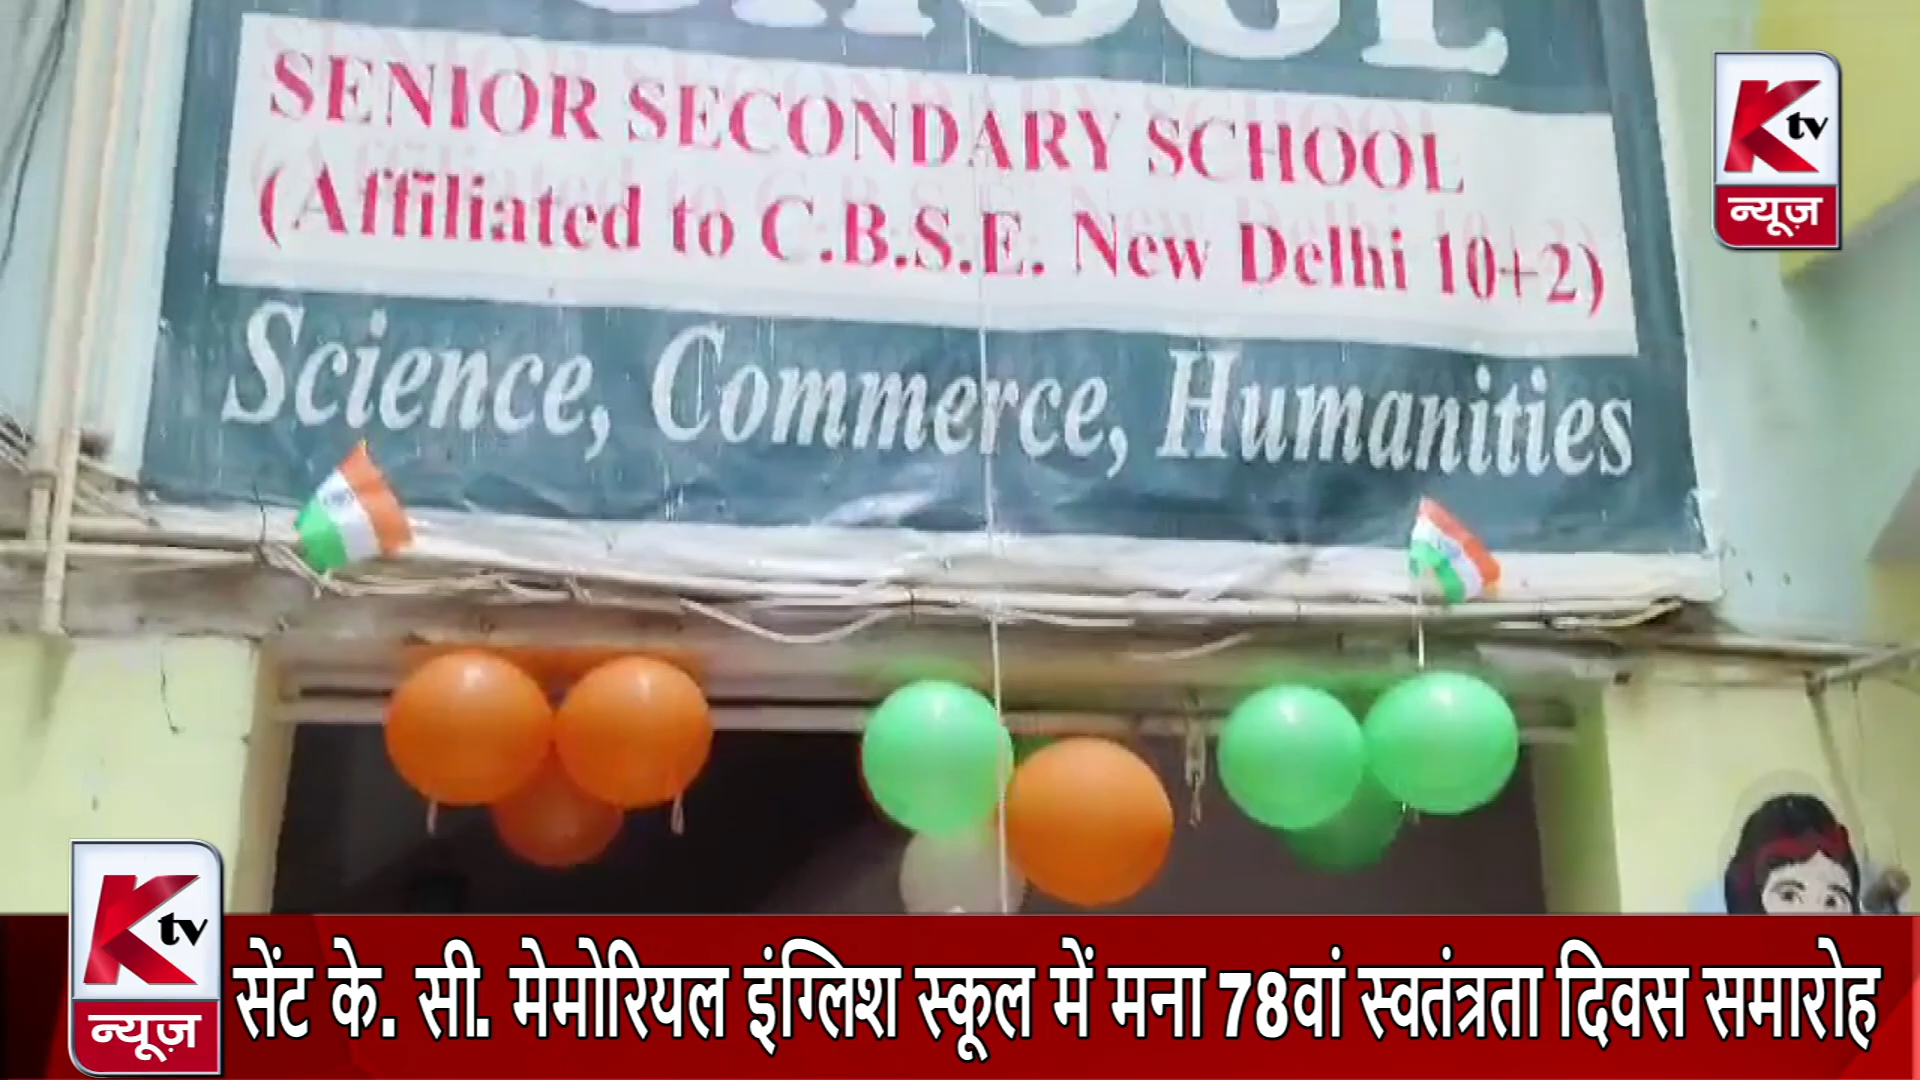 SCHOOL
SENIOR SECONDARY SCHOOL
(Affiliated to C.B.S.E. New Delhi 10+2)
Science, Commerce, Humanities
K tv
न्यूज़
K tv
न्यूज़
सेंट के. सी. मेमोरियल इंग्लिश स्कूल में मना 78वां स्वतंत्रता दिवस समारोह